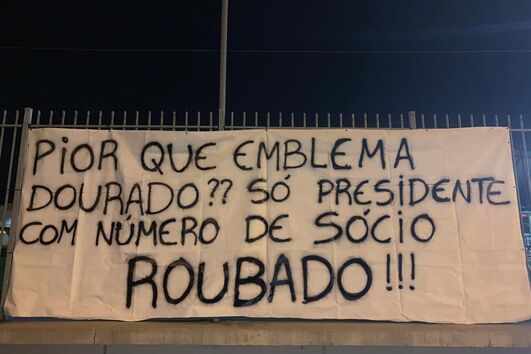 PIOR QUE EMBLEMA
DOURADO?? SÓ PRESIDENTE
COM NÚMERO DE SÓCIO
ROUBADO!!!